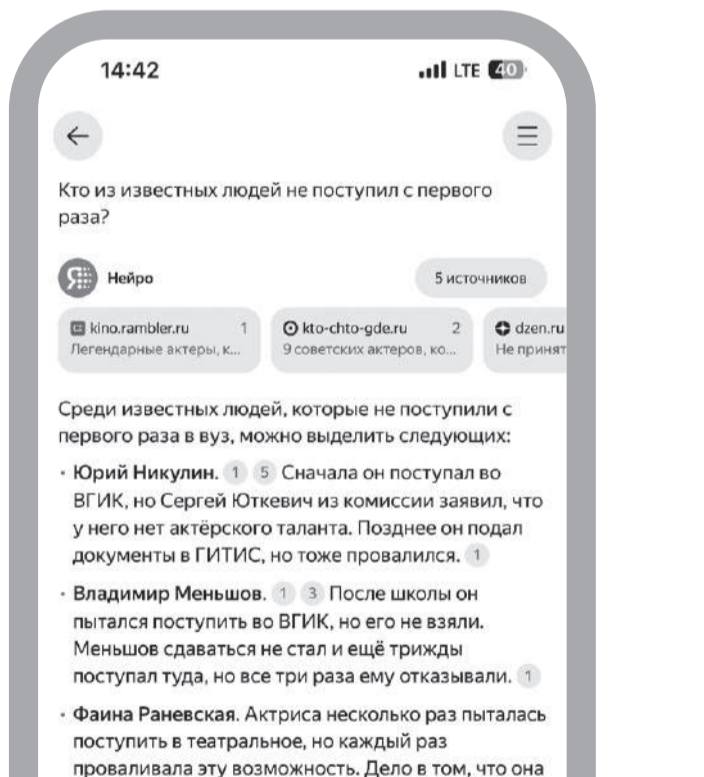 14:42 LTE 40
Кто из известных людей не поступил с первого
раза?
Нейро 5 источников
kino.rambler.ru 1 kto-chto-gde.ru 2 dzen.ru
Легендарные актеры, к... 9 советских актеров, ко... Не принят
Среди известных людей, которые не поступили с
первого раза в вуз, можно выделить следующих:
· Юрий Никулин. 1 5 Сначала он поступал во
ВГИК, но Сергей Юткевич из комиссии заявил, что
у него нет актёрского таланта. Позднее он подал
документы в ГИТИС, но тоже провалился. 1
· Владимир Меньшов. 1 3 После школы он
пытался поступить во ВГИК, но его не взяли.
Меньшов сдаваться не стал и ещё трижды
поступал туда, но все три раза ему отказывали. 1
· Фаина Раневская. Актриса несколько раз пыталась
поступить в театральное, но каждый раз
проваливала эту возможность. Дело в том, что она